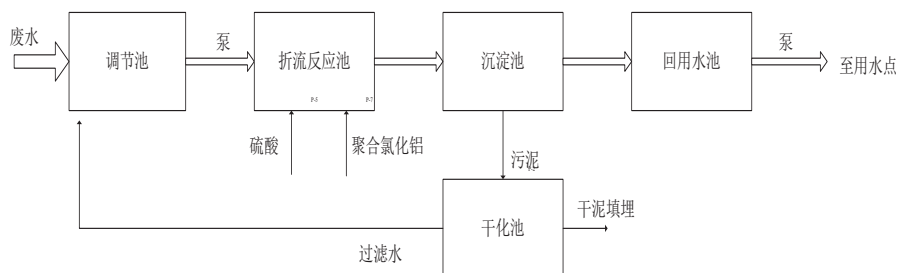 废水
调节池
泵
折流反应池
沉淀池
回用水池
泵
至用水点
P-5
P-7
硫酸
聚合氯化铝
污泥
干化池
干泥填埋
过滤水